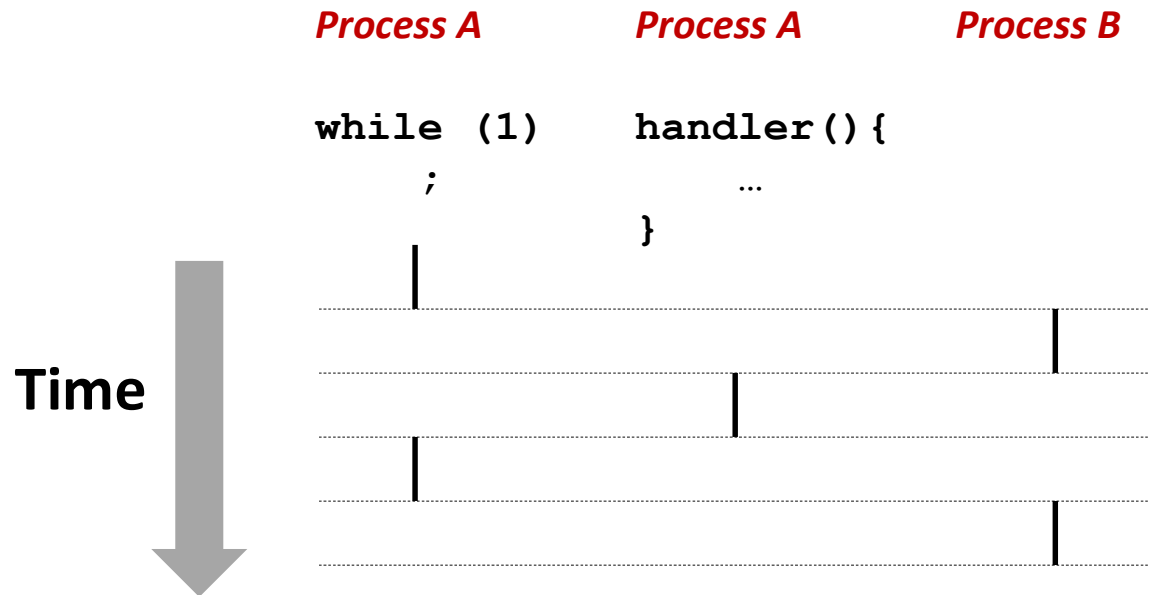 Process A Process A Process B
while (1) handler(){
; …
}
Time